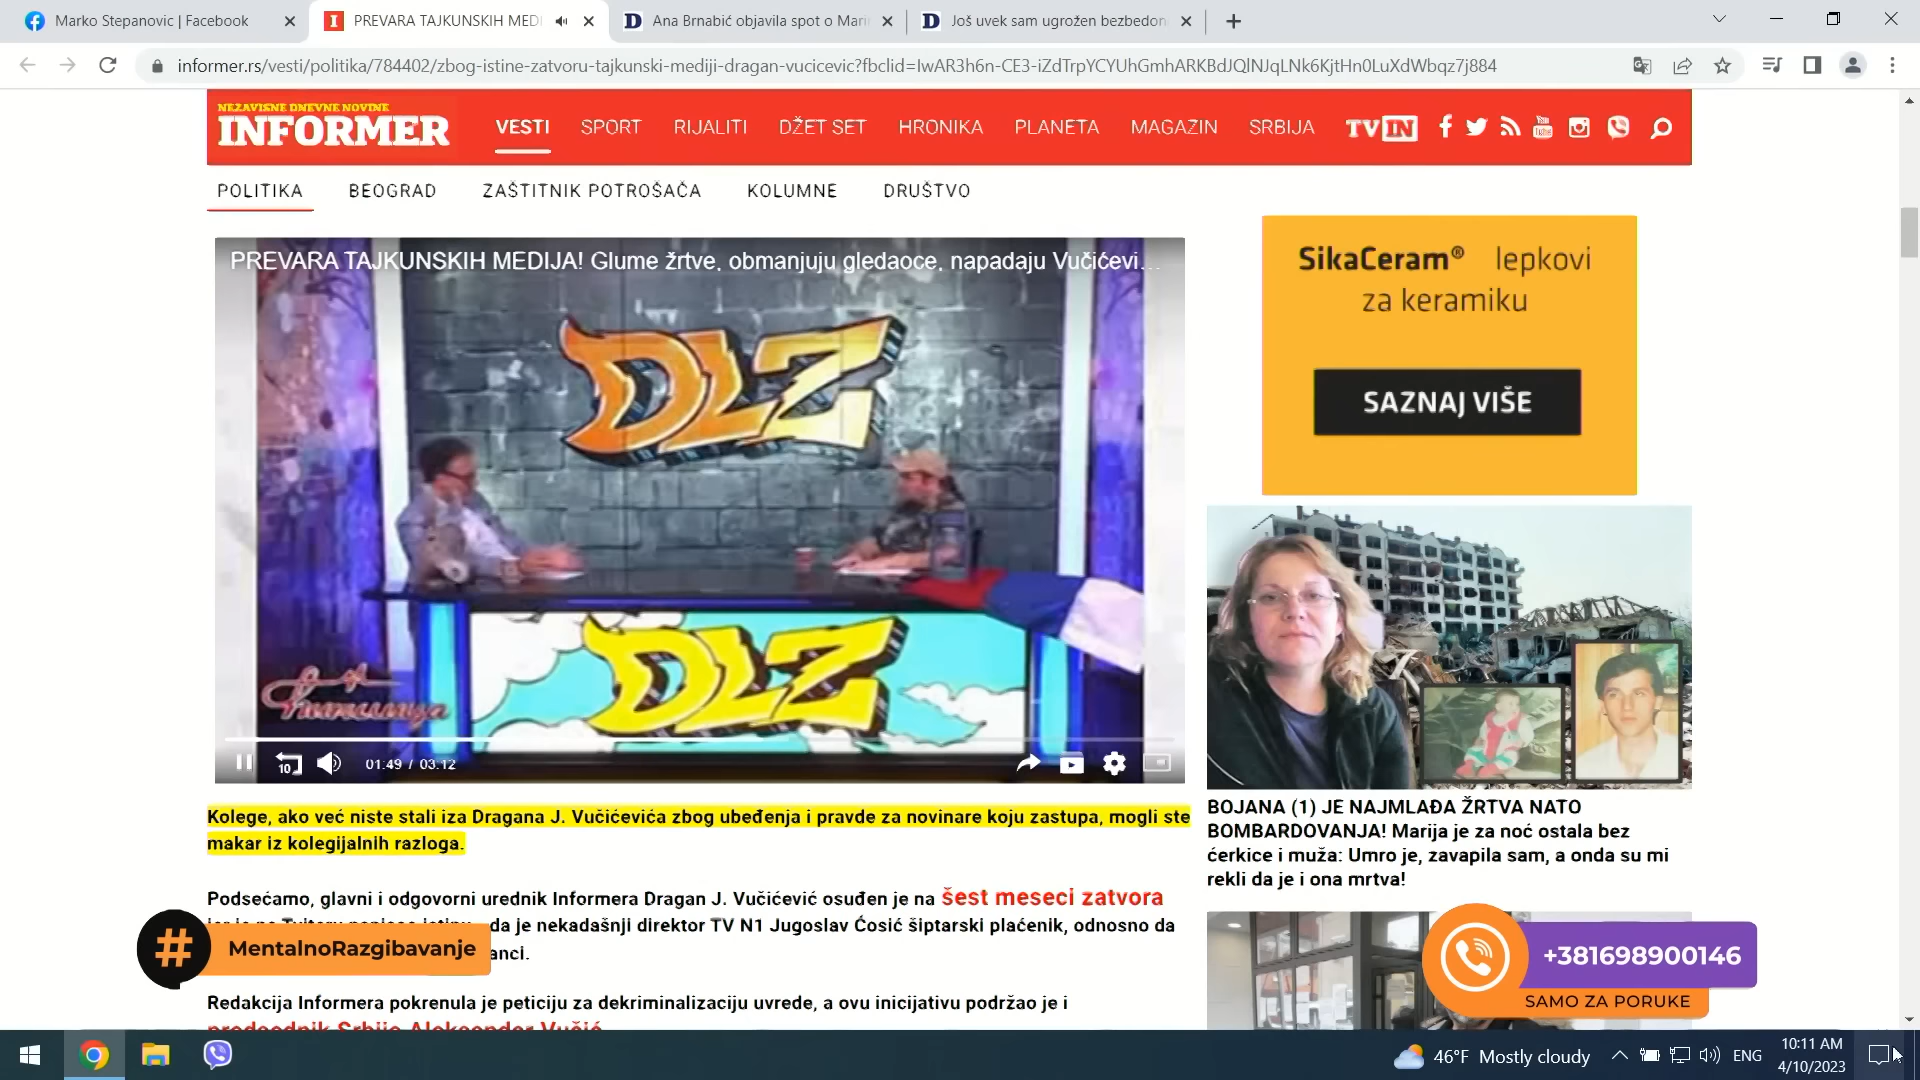 Marko Stepanovic | Facebook
PREVARA TAJKUNSKIH MEDI
Ana Brnabić objavila spot o Mari
Još uvek sam ugrožen bezbedon
informer.rs/vesti/politika/784402/zbog-istine-zatvoru-tajkunski-mediji-dragan-vucicevic?fbclid=IwAR3h6n-CE3-iZdTrpYCYUhGmhARKBdJQlNJqLNk6KjtHn0LuXdWbqz7j884
NEZAVISNE DNEVNE NOVINE
INFORMER
VESTI SPORT RIJALITI DŽET SET HRONIKA PLANETA MAGAZIN SRBIJA TV IN
POLITIKA BEOGRAD ZAŠTITNIK POTROŠAČA KOLUMNE DRUŠTVO
PREVARA TAJKUNSKIH MEDIJA! Glume žrtve, obmanjuju gledaoce, napadaju Vučićevi...
DLZ
DLZ
01:49 / 03:12
SikaCeram® lepkovi
za keramiku
SAZNAJ VIŠE
BOJANA (1) JE NAJMLAĐA ŽRTVA NATO
BOMBARDOVANJA! Marija je za noć ostala bez
ćerkice i muža: Umro je, zavapila sam, a onda su mi
rekli da je i ona mrtva!
Kolege, ako već niste stali iza Dragana J. Vučićevića zbog ubeđenja i pravde za novinare koju zastupa, mogli ste
makar iz kolegijalnih razloga.
Podsećamo, glavni i odgovorni urednik Informera Dragan J. Vučićević osuđen je na šest meseci zatvora
da je nekadašnji direktor TV N1 Jugoslav Ćosić šiptarski plaćenik, odnosno da
anci.
# MentalnoRazgibavanje
Redakcija Informera pokrenula je peticiju za dekriminalizaciju uvrede, a ovu inicijativu podržao je i
predsednik Srbije Aleksandar Vučić
+381698900146
SAMO ZA PORUKE
46°F Mostly cloudy
ENG
10:11 AM
4/10/2023